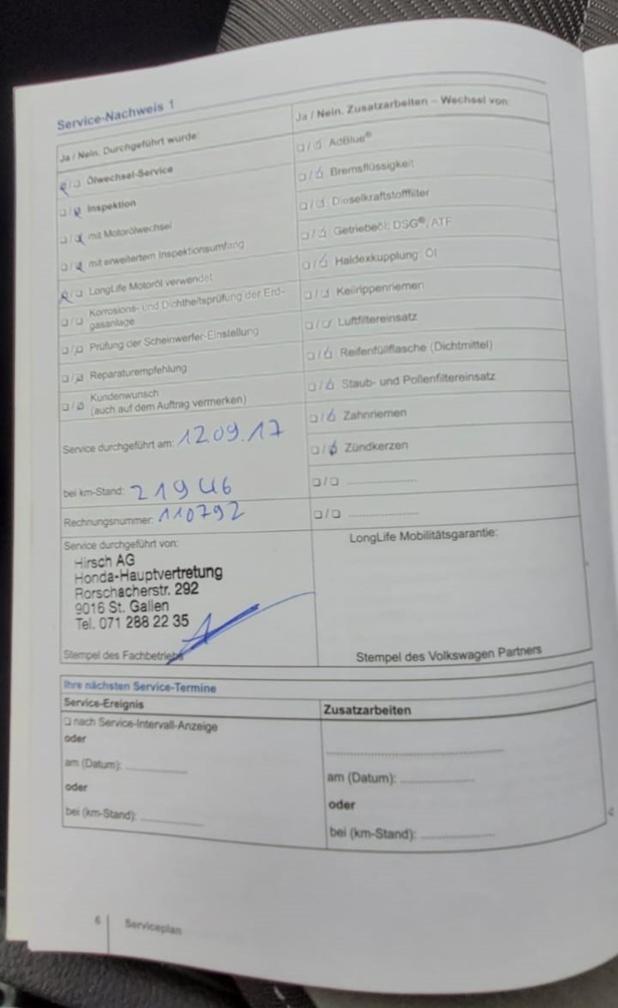 Service-Nachweis 1
Ja / Nein. Durchgeführt wurde:
Ölwechsel-Service
Inspektion
mit Motorölwechsel
mit erweitertem Inspektionsumfang
LongLife Motoröl verwendet
Korrosions- und Dichtheitsprüfung der Erd-
gasanlage
Prüfung der Scheinwerfer-Einstellung
Reparaturempfehlung
Kundenwunsch
(auch auf dem Auftrag vermerken)
Service durchgeführt am: 12.09.17
bei km-Stand: 21946
Rechnungsnummer: 110792
Service durchgeführt von:
Hirsch AG
Honda-Hauptvertretung
Rorschacherstr. 292
9016 St. Gallen
Tel. 071 288 22 35
Stempel des Fachbetriebs
Ja / Nein. Zusatzarbeiten – Wechsel von:
AdBlue®
Bremsflüssigkeit
Dieselkraftstofffilter
Getriebeöl: DSG®, ATF
Haldexkupplung: Öl
Keilrippenriemen
Luftfiltereinsatz
Reifenfüllflasche (Dichtmittel)
Staub- und Pollenfiltereinsatz
Zahnriemen
Zündkerzen
LongLife Mobilitätsgarantie:
Stempel des Volkswagen Partners
Ihre nächsten Service-Termine
Service-Ereignis
nach Service-Intervall-Anzeige
oder
am (Datum):
oder
bei (km-Stand):
Zusatzarbeiten
am (Datum):
oder
bei (km-Stand):
6 Serviceplan